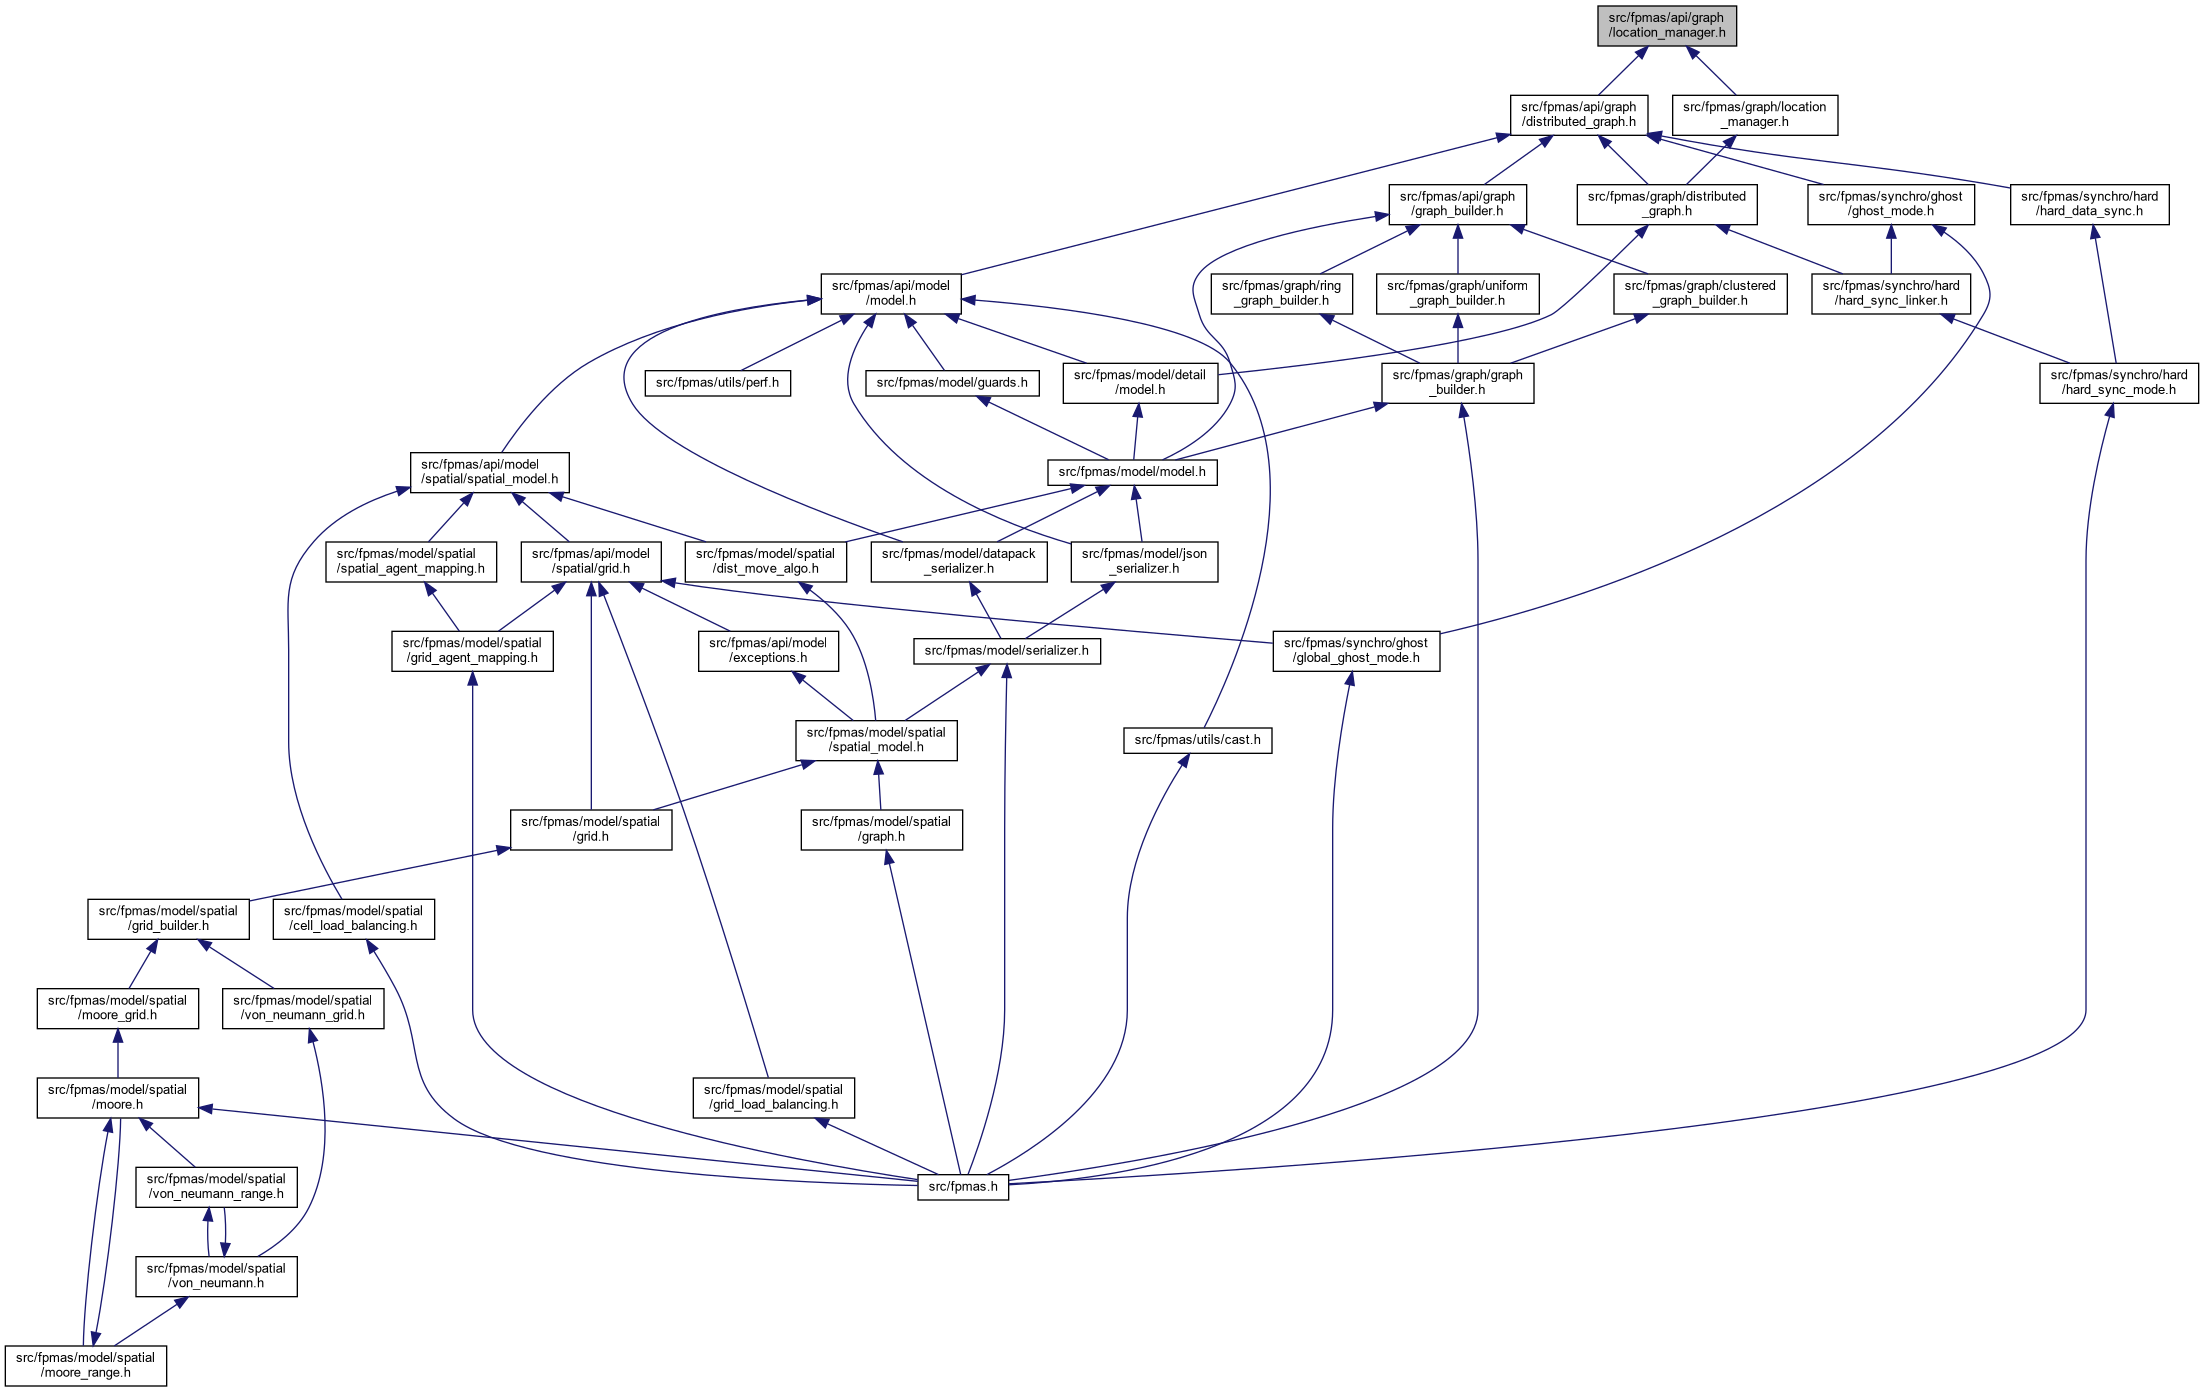 src/fpmas/api/graph
/location_manager.h
src/fpmas/api/graph
/distributed_graph.h
src/fpmas/graph/location
_manager.h
src/fpmas/api/graph
/graph_builder.h
src/fpmas/graph/distributed
_graph.h
src/fpmas/synchro/ghost
/ghost_mode.h
src/fpmas/synchro/hard
/hard_data_sync.h
src/fpmas/api/model
/model.h
src/fpmas/graph/ring
_graph_builder.h
src/fpmas/graph/uniform
_graph_builder.h
src/fpmas/graph/clustered
_graph_builder.h
src/fpmas/synchro/hard
/hard_sync_linker.h
src/fpmas/utils/perf.h
src/fpmas/model/guards.h
src/fpmas/model/detail
/model.h
src/fpmas/graph/graph
_builder.h
src/fpmas/synchro/hard
/hard_sync_mode.h
src/fpmas/api/model
/spatial/spatial_model.h
src/fpmas/model/model.h
src/fpmas/model/spatial
/spatial_agent_mapping.h
src/fpmas/api/model
/spatial/grid.h
src/fpmas/model/spatial
/dist_move_algo.h
src/fpmas/model/datapack
_serializer.h
src/fpmas/model/json
_serializer.h
src/fpmas/model/spatial
/grid_agent_mapping.h
src/fpmas/api/model
/exceptions.h
src/fpmas/model/serializer.h
src/fpmas/synchro/ghost
/global_ghost_mode.h
src/fpmas/model/spatial
/spatial_model.h
src/fpmas/utils/cast.h
src/fpmas/model/spatial
/grid.h
src/fpmas/model/spatial
/graph.h
src/fpmas/model/spatial
/grid_builder.h
src/fpmas/model/spatial
/cell_load_balancing.h
src/fpmas/model/spatial
/moore_grid.h
src/fpmas/model/spatial
/von_neumann_grid.h
src/fpmas/model/spatial
/moore.h
src/fpmas/model/spatial
/grid_load_balancing.h
src/fpmas/model/spatial
/von_neumann_range.h
src/fpmas.h
src/fpmas/model/spatial
/von_neumann.h
src/fpmas/model/spatial
/moore_range.h